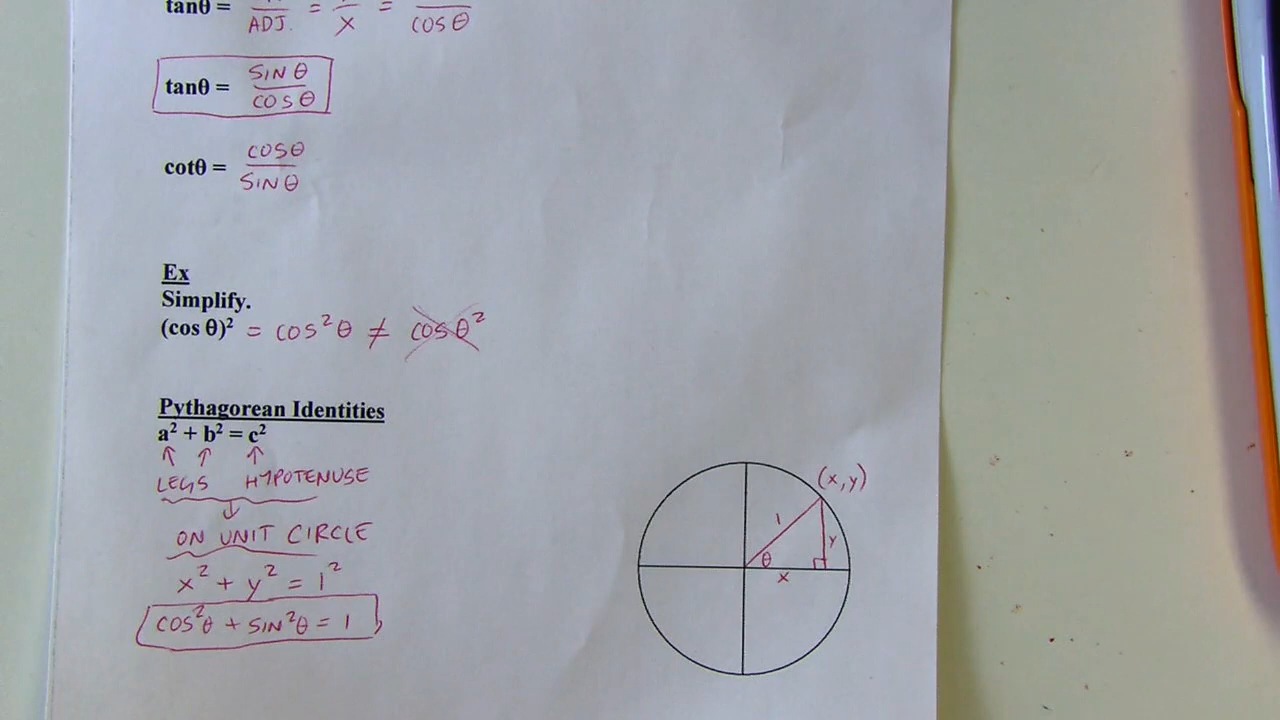 tanθ = /ADJ. = /X = /COSθ
tanθ = SINθ/COSθ
cotθ = COSθ/SINθ
Ex
Simplify.
(cos θ)² = COS²θ ≠ COSθ²
Pythagorean Identities
a² + b² = c²
↑ ↑ ↑
LEGS HYPOTENUSE
↓
ON UNIT CIRCLE
x² + y² = 1²
COS²θ + SIN²θ = 1
(x,y)
1
y
θ
x